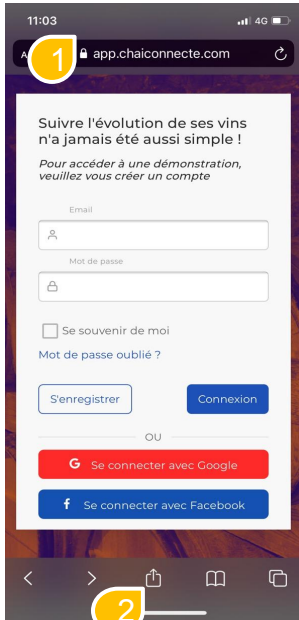 11:03
4G
A
1
app.chaiconnecte.com
Suivre l'évolution de ses vins
n'a jamais été aussi simple !
Pour accéder à une démonstration,
veuillez vous créer un compte
Email
Mot de passe
Se souvenir de moi
Mot de passe oublié ?
S'enregistrer
Connexion
OU
G Se connecter avec Google
f Se connecter avec Facebook
2